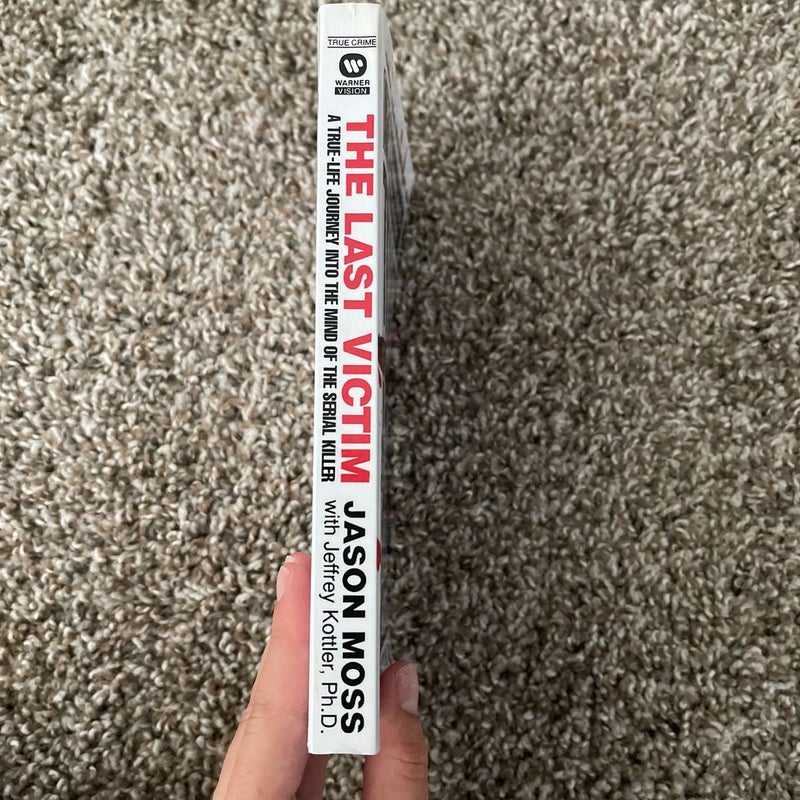 TRUE CRIME
WARNER
VISION
THE LAST VICTIM
A TRUE-LIFE JOURNEY INTO THE MIND OF THE SERIAL KILLER
JASON MOSS
with Jeffrey Kottler, Ph.D.